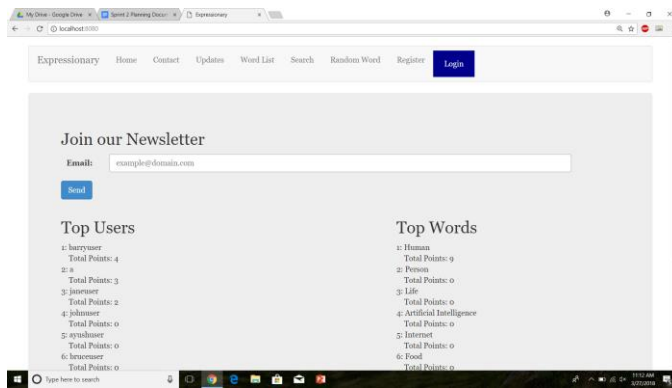 My Drive - Google Drive
Sprint 2 Planning Docum
Expressionary
localhost:8080
Expressionary Home Contact Updates Word List Search Random Word Register Login
Join our Newsletter
Email: example@domain.com
Send
Top Users
1: barryuser
Total Points: 4
2: a
Total Points: 3
3: janeuser
Total Points: 2
4: johnuser
Total Points: 0
5: ayushuser
Total Points: 0
6: bruceuser
Total Points: 0
Top Words
1: Human
Total Points: 9
2: Person
Total Points: 0
3: Life
Total Points: 0
4: Artificial Intelligence
Total Points: 0
5: Internet
Total Points: 0
6: Food
Total Points: 0
Type here to search
11:12 AM
3/27/2018